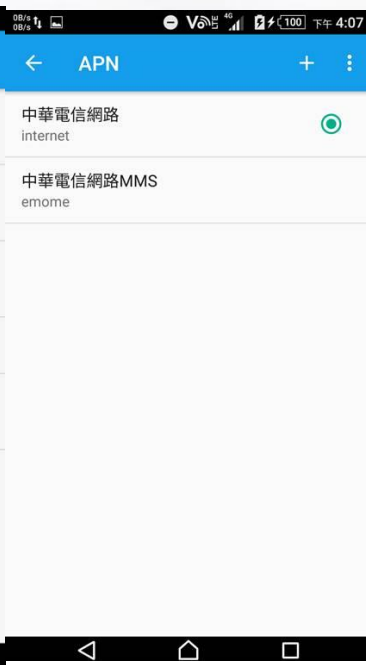 0B/s
0B/s
VoLTE 4G 100 下午 4:07
APN
中華電信網路
internet
中華電信網路MMS
emome